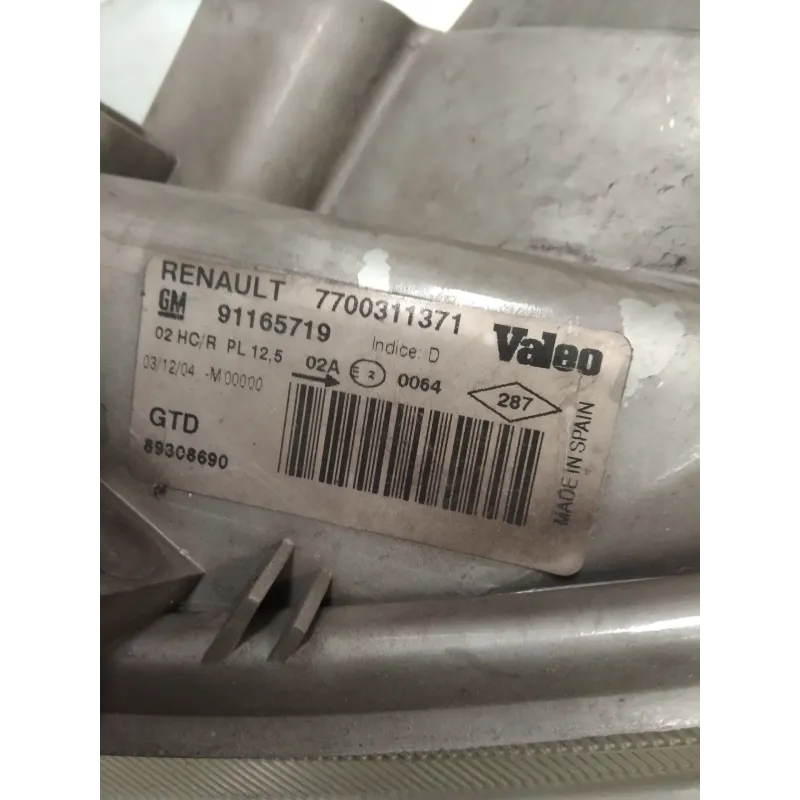 RENAULT 7700311371
GM 91165719 Indice: D Valeo
02 HC/R PL 12,5 02A E 2 0064 287
03/12/04 -M00000
GTD
89308690
MADE IN SPAIN